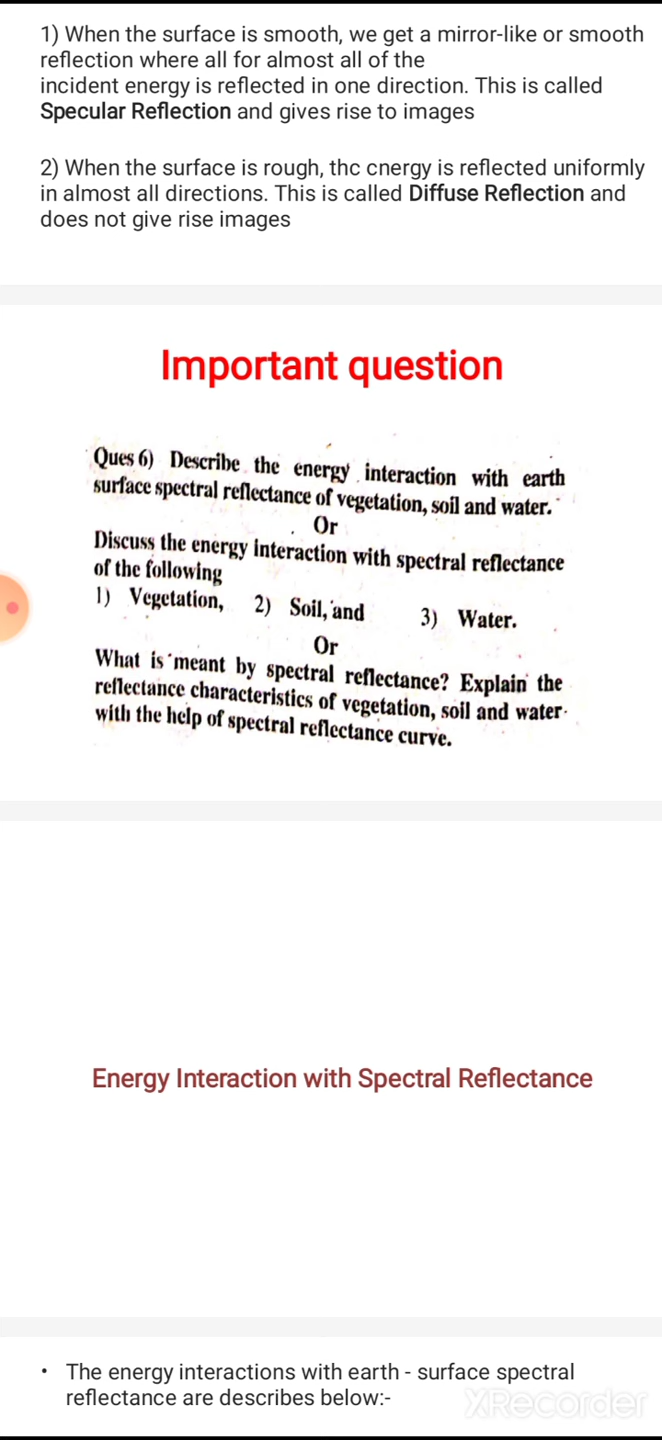 1) When the surface is smooth, we get a mirror-like or smooth
reflection where all for almost all of the
incident energy is reflected in one direction. This is called
Specular Reflection and gives rise to images
2) When the surface is rough, thc cnergy is reflected uniformly
in almost all directions. This is called Diffuse Reflection and
does not give rise images
Important question
Ques 6) Describe the energy interaction with earth
surface spectral reflectance of vegetation, soil and water.
Or
Discuss the energy interaction with spectral reflectance
of the following
1) Vegetation, 2) Soil, and 3) Water.
Or
What is meant by spectral reflectance? Explain the
reflectance characteristics of vegetation, soil and water
with the help of spectral reflectance curve.
Energy Interaction with Spectral Reflectance
• The energy interactions with earth - surface spectral
reflectance are describes below:-
XRecorder